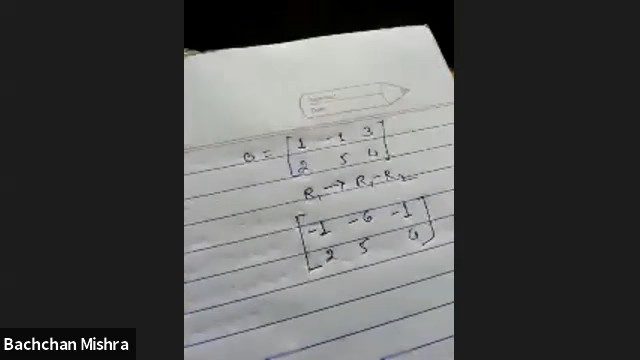 B = [ 1 -1 3
2 5 4 ]
R₁ → R₁ - R₂
[ -1 -6 -1
2 5 4 ]
Bachchan Mishra